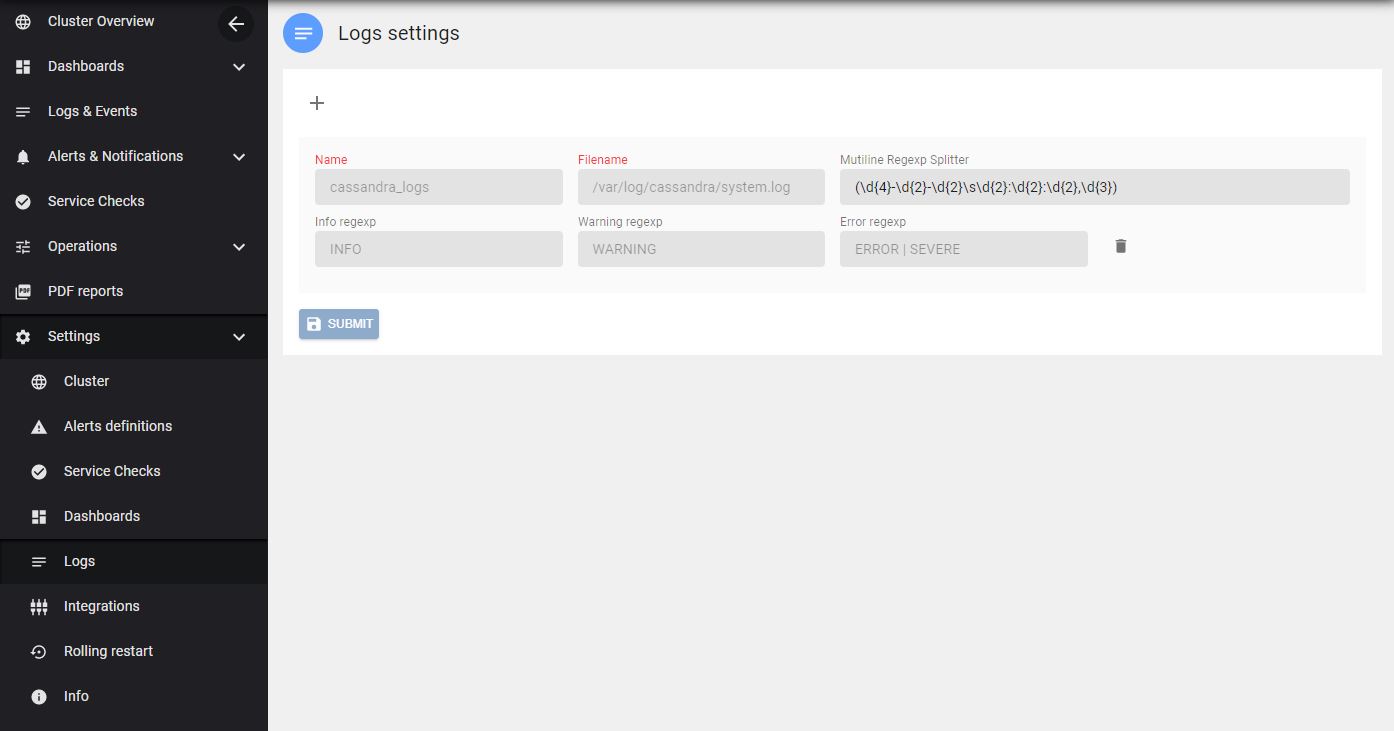 Cluster Overview
Dashboards
Logs & Events
Alerts & Notifications
Service Checks
Operations
PDF reports
Settings
Cluster
Alerts definitions
Service Checks
Dashboards
Logs
Integrations
Rolling restart
Info
Logs settings
Name
Filename
Mutiline Regexp Splitter
cassandra_logs
/var/log/cassandra/system.log
(\d{4}-\d{2}-\d{2}\s\d{2}:\d{2}:\d{2},\d{3})
Info regexp
Warning regexp
Error regexp
INFO
WARNING
ERROR | SEVERE
SUBMIT